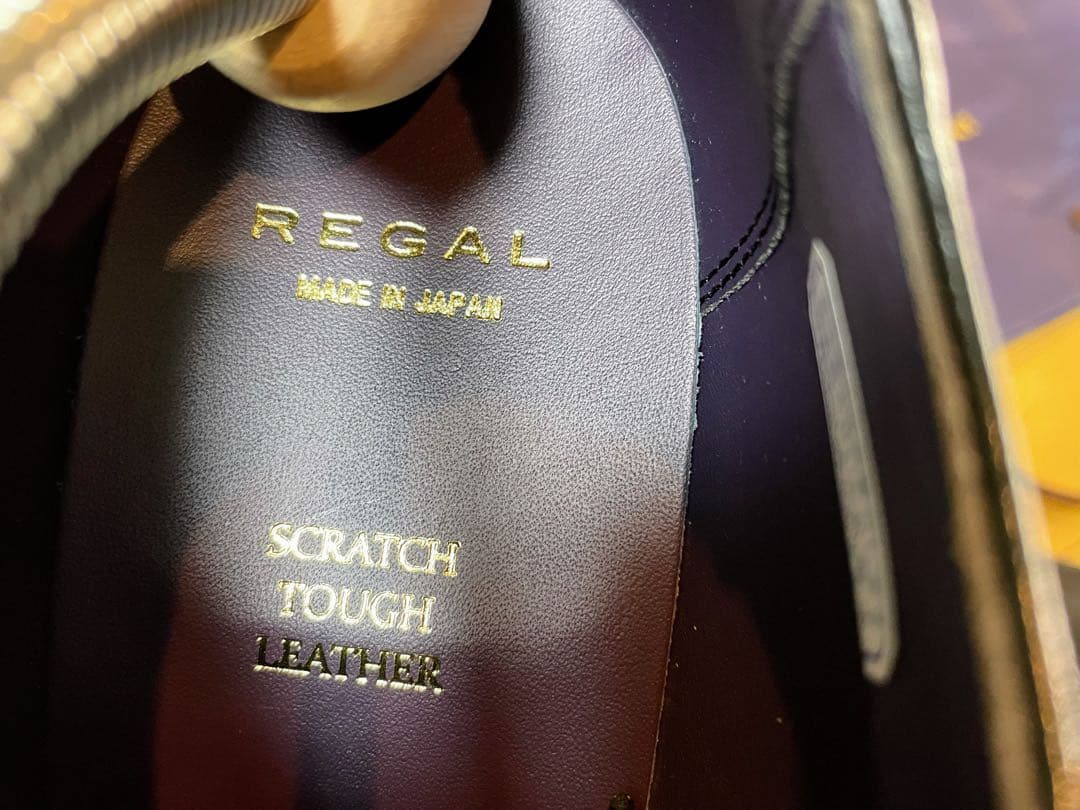 REGAL
MADE IN JAPAN
SCRATCH
TOUGH
LEATHER